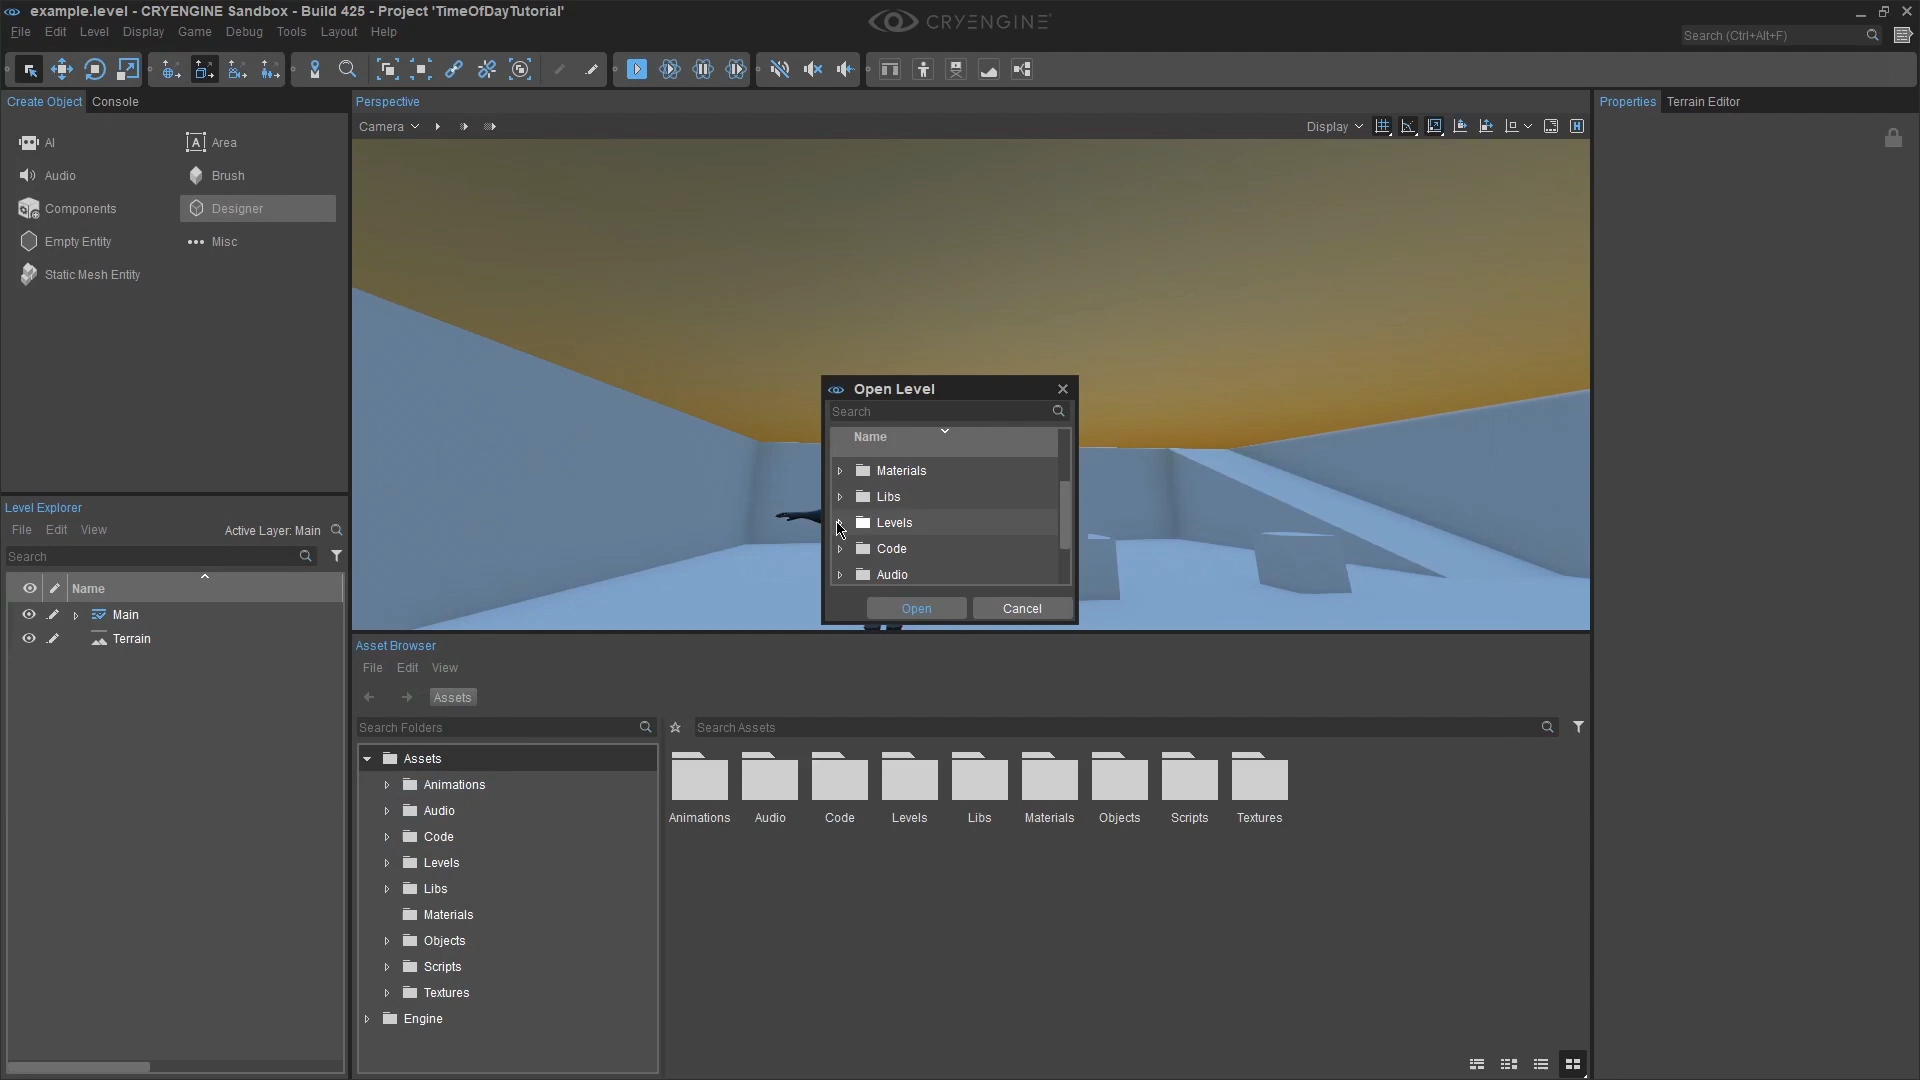 example.level - CRYENGINE Sandbox - Build 425 - Project 'TimeOfDayTutorial'
CRYENGINE
File Edit Level Display Game Debug Tools Layout Help
Search (Ctrl+Alt+F)
Create Object Console
Perspective
Properties Terrain Editor
Camera
Display
H
AI
A Area
Audio
Brush
Components
Designer
Empty Entity
Misc
Static Mesh Entity
Open Level
Search
Name
Materials
Libs
Levels
Code
Audio
Open Cancel
Level Explorer
File Edit View
Active Layer: Main
Search
Name
Main
Terrain
Asset Browser
File Edit View
Assets
Search Folders
Search Assets
Assets
Animations
Audio
Code
Levels
Libs
Materials
Objects
Scripts
Textures
Engine
Animations Audio Code Levels Libs Materials Objects Scripts Textures